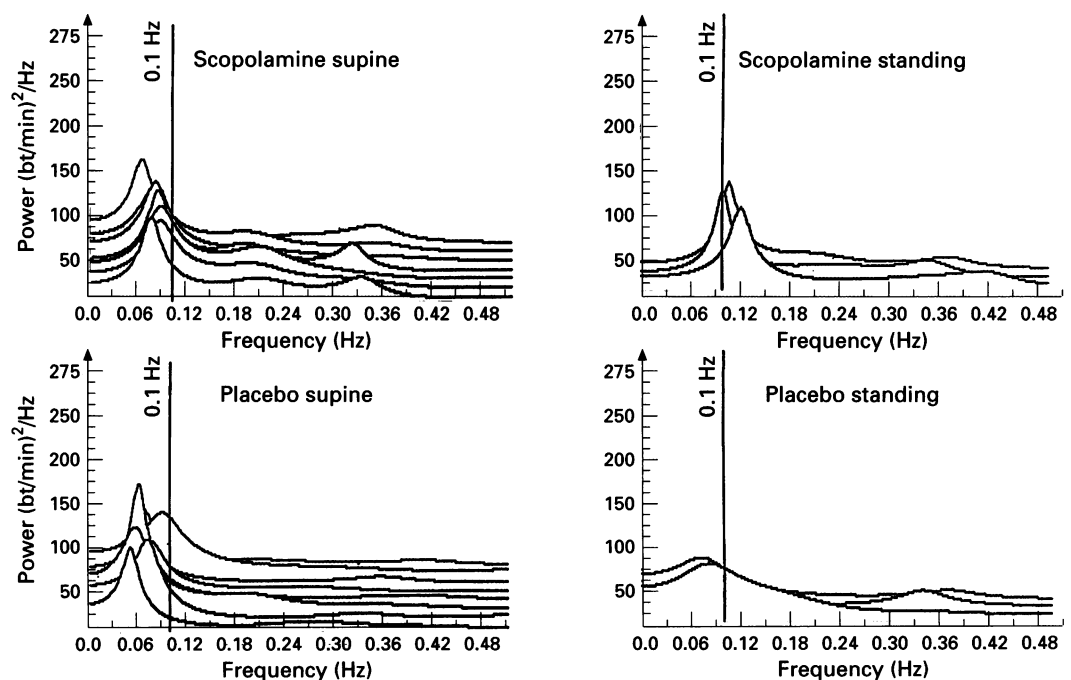 Scopolamine supine
0.1 Hz
Power (bt/min)²/Hz
275
250
200
150
100
50
0.0 0.06 0.12 0.18 0.24 0.30 0.36 0.42 0.48
Frequency (Hz)
Scopolamine standing
0.1 Hz
275
250
200
150
100
50
0.0 0.06 0.12 0.18 0.24 0.30 0.36 0.42 0.48
Frequency (Hz)
Placebo supine
0.1 Hz
Power (bt/min)²/Hz
275
250
200
150
100
50
0.0 0.06 0.12 0.18 0.24 0.30 0.36 0.42 0.48
Frequency (Hz)
Placebo standing
0.1 Hz
275
250
200
150
100
50
0.0 0.06 0.12 0.18 0.24 0.30 0.36 0.42 0.48
Frequency (Hz)